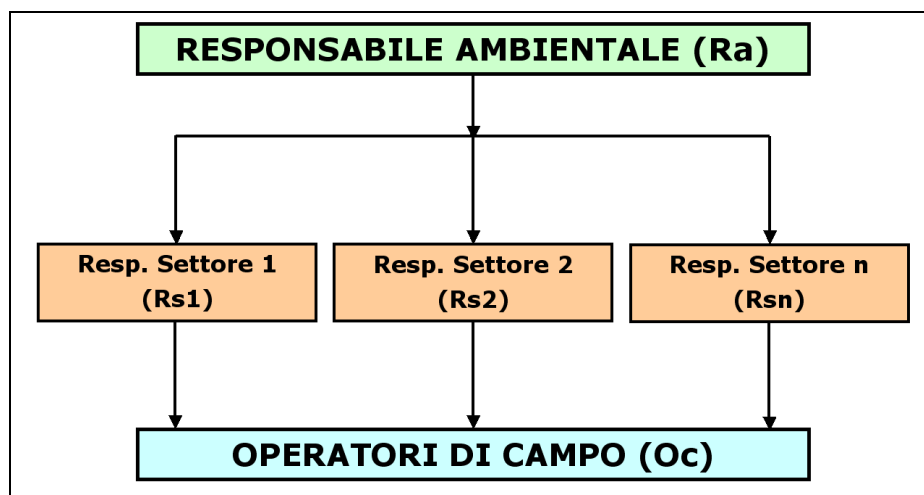 RESPONSABILE AMBIENTALE (Ra)
Resp. Settore 1
(Rs1)
Resp. Settore 2
(Rs2)
Resp. Settore n
(Rsn)
OPERATORI DI CAMPO (Oc)